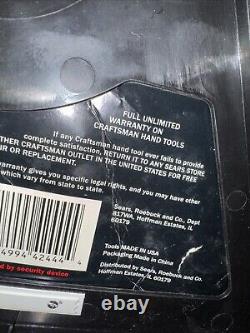 FULL UNLIMITED
WARRANTY ON
CRAFTSMAN HAND TOOLS
If any Craftsman hand tool ever fails to provide
complete satisfaction, RETURN IT TO ANY SEARS STORE
THER CRAFTSMAN OUTLET IN THE UNITED STATES FOR FREE
IR OR REPLACEMENT.
warranty gives you specific legal rights, and you may have other
which vary from state to state.
Sears, Roebuck and Co., Dept
817WA, Hoffman Estates, IL
60179
Tools MADE IN USA
Packaging Made in China
Distributed by Sears, Roebuck and Co.
Hoffman Estates, IL 60179
4994 42444 4
ed by security device